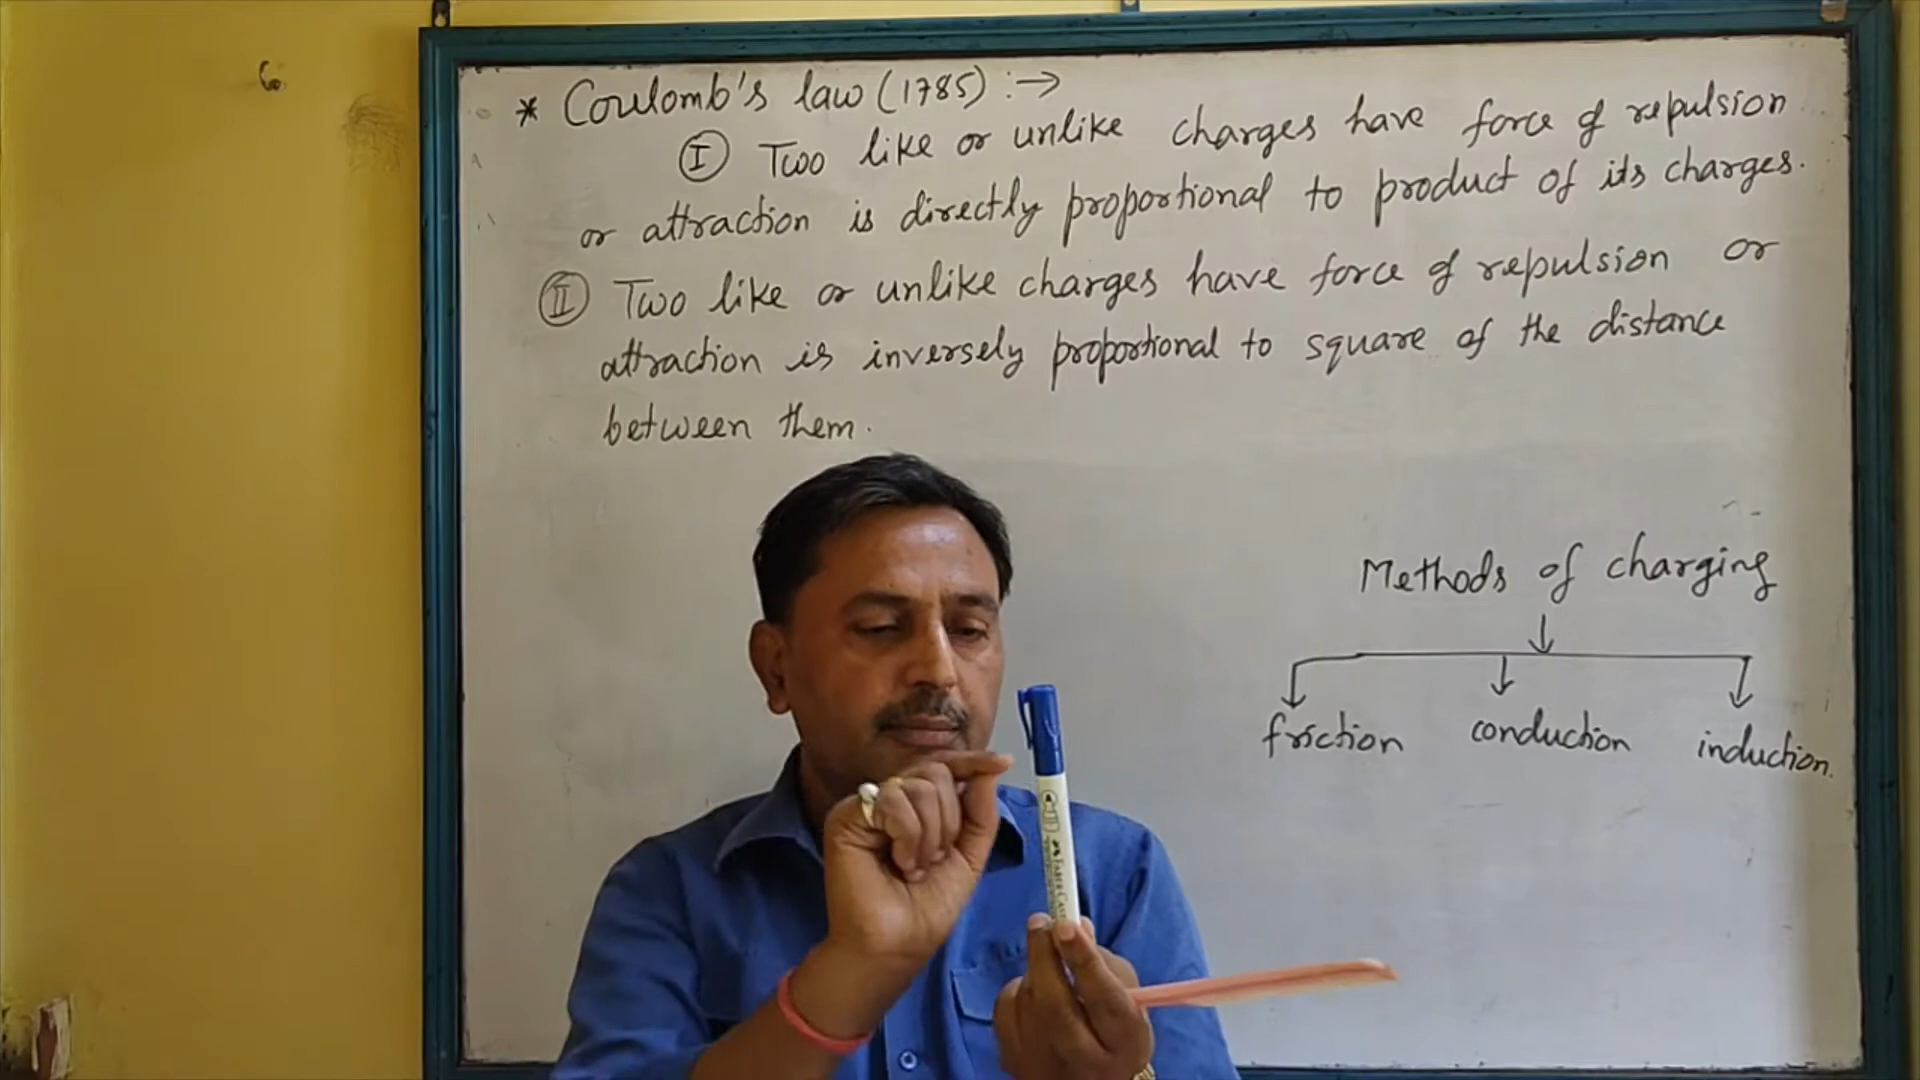 * Coulomb's law (1785) :→
Ⓘ Two like or unlike charges have force of repulsion
or attraction is directly proportional to product of its charges.
Ⓘ︎Ⓘ Two like or unlike charges have force of repulsion or
attraction is inversely proportional to square of the distance
between them.
Methods of charging
friction conduction induction.
FABER-CAST